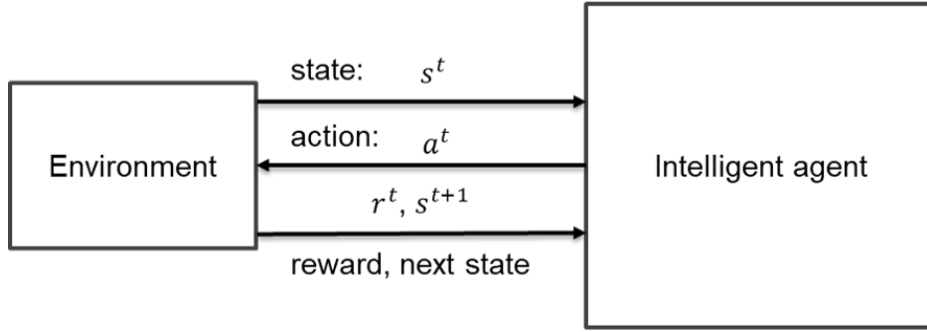 state: s^t
action: a^t
Environment
Intelligent agent
r^t, s^{t+1}
reward, next state